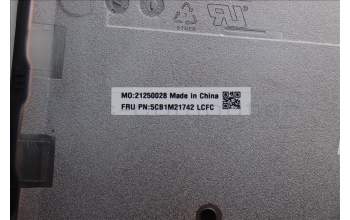 MO:21250028 Made in China
FRU PN:5CB1M21742 LCFC